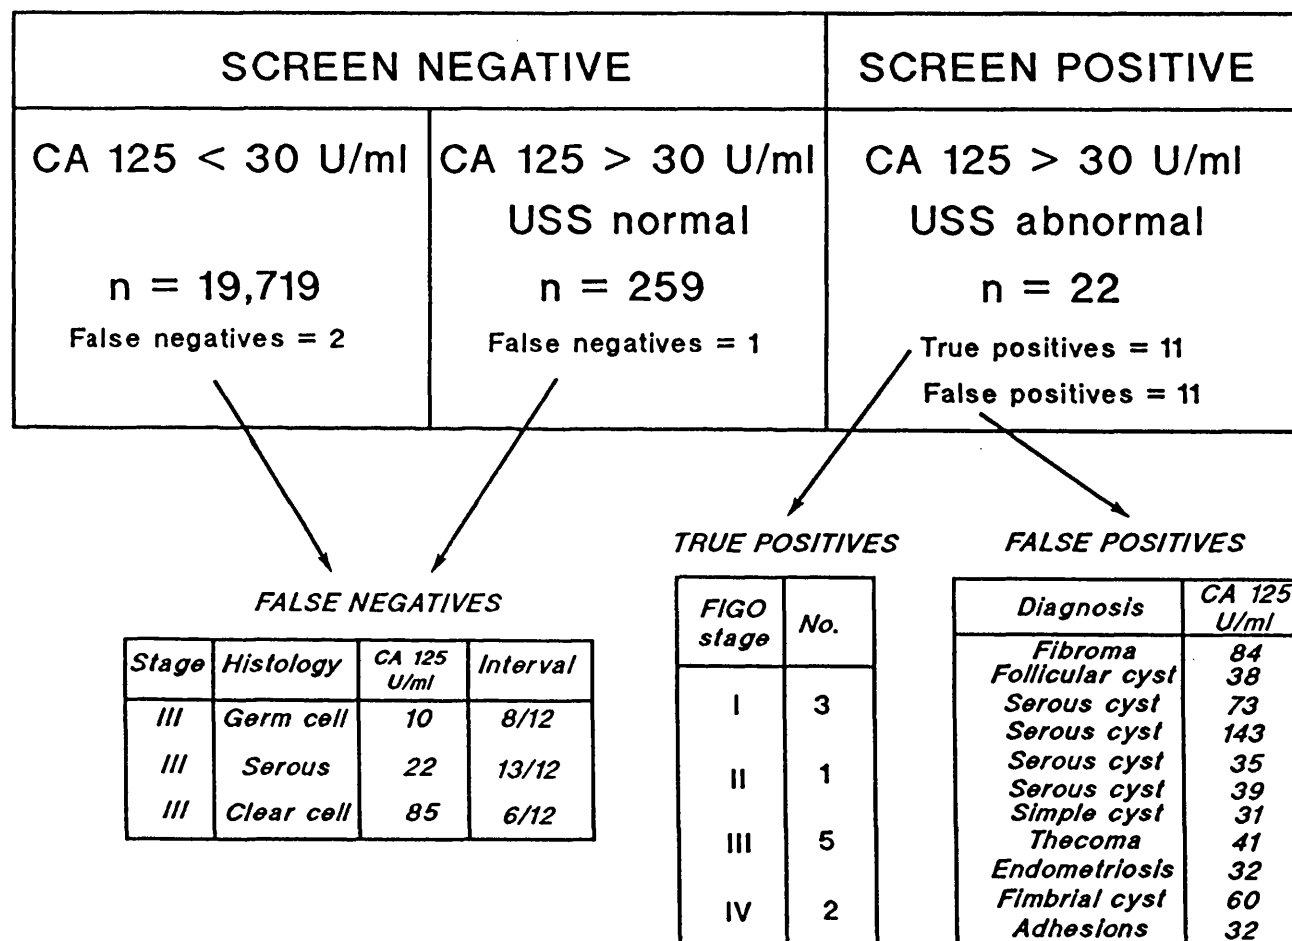 SCREEN NEGATIVE
SCREEN POSITIVE
CA 125 < 30 U/ml
n = 19,719
False negatives = 2
CA 125 > 30 U/ml
USS normal
n = 259
False negatives = 1
CA 125 > 30 U/ml
USS abnormal
n = 22
True positives = 11
False positives = 11
FALSE NEGATIVES
Stage Histology CA 125 U/ml Interval
III Germ cell 10 8/12
III Serous 22 13/12
III Clear cell 85 6/12
TRUE POSITIVES
FIGO stage No.
I 3
II 1
III 5
IV 2
FALSE POSITIVES
Diagnosis CA 125 U/ml
Fibroma 84
Follicular cyst 38
Serous cyst 73
Serous cyst 143
Serous cyst 35
Serous cyst 39
Simple cyst 31
Thecoma 41
Endometriosis 32
Fimbrial cyst 60
Adhesions 32